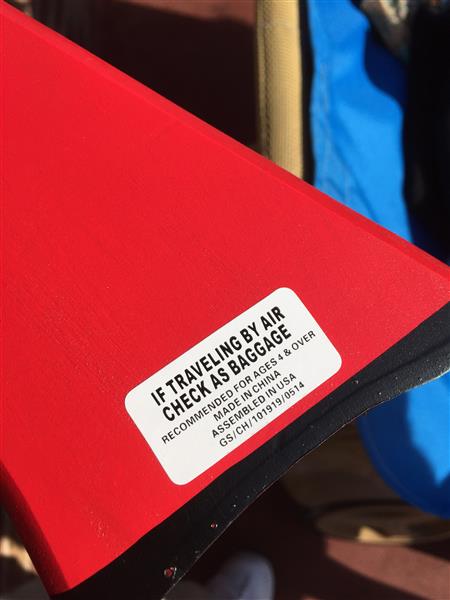 IF TRAVELING BY AIR
CHECK AS BAGGAGE
RECOMMENDED FOR AGES 4 & OVER
MADE IN CHINA
ASSEMBLED IN USA
GS/CH/101919/0514